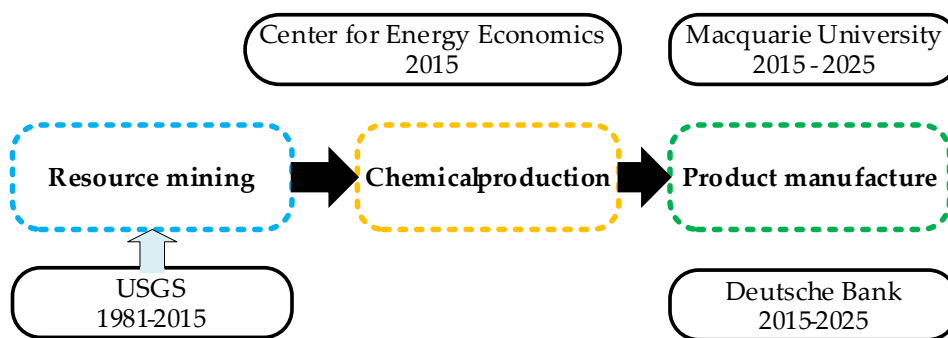 Center for Energy Economics
2015
Macquarie University
2015 - 2025
Resource mining
Chemicalproduction
Product manufacture
USGS
1981-2015
Deutsche Bank
2015-2025